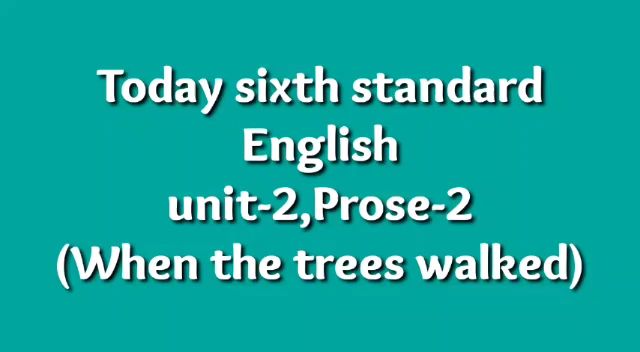 Today sixth standard
English
unit-2,Prose-2
(When the trees walked)